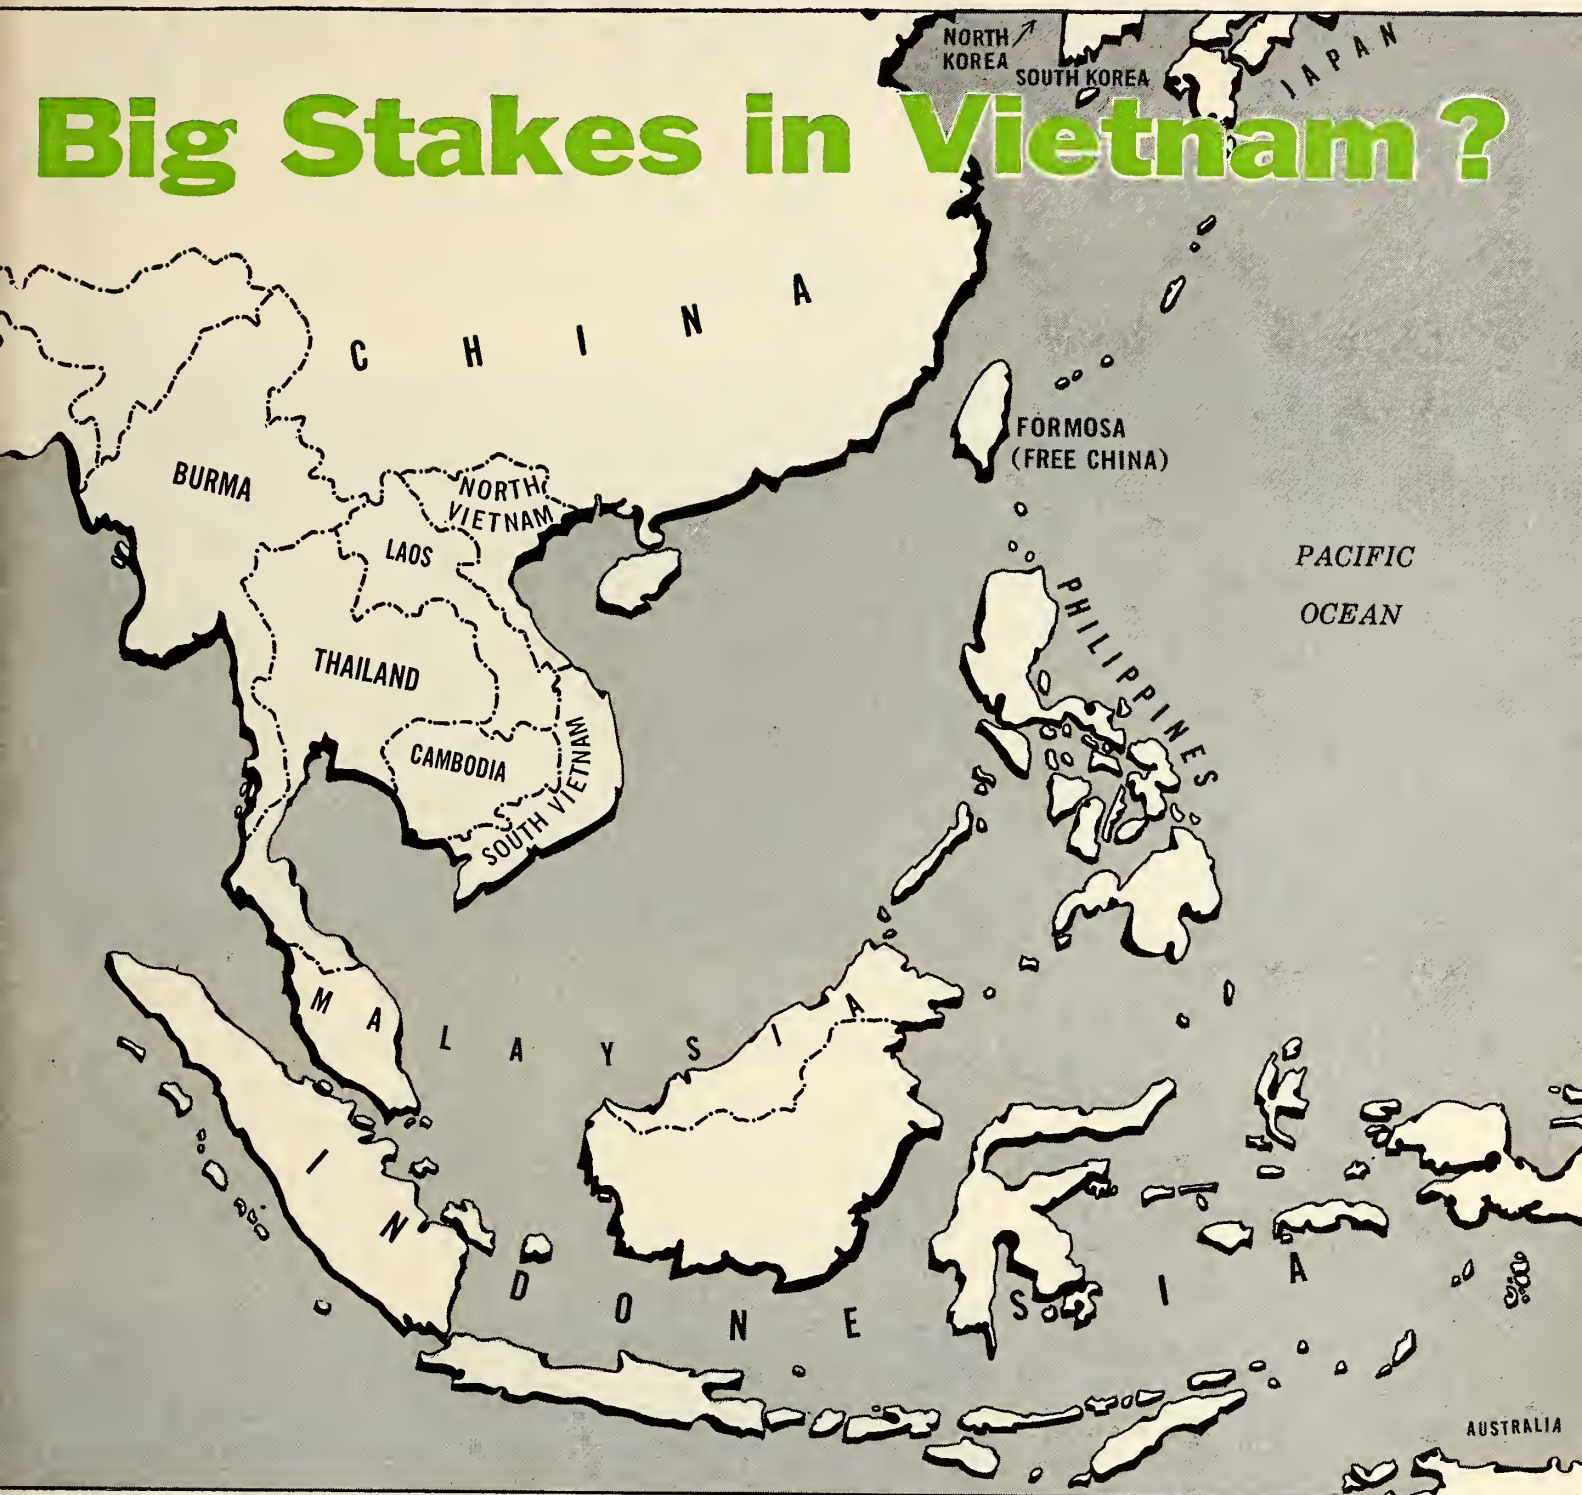 NORTH
KOREA
SOUTH KOREA
JAPAN
Big Stakes in Vietnam?
CHINA
FORMOSA
(FREE CHINA)
BURMA
NORTH
VIETNAM
LAOS
PACIFIC
OCEAN
PHILIPPINES
THAILAND
CAMBODIA
SOUTH VIETNAM
MALAYSIA
INDONESIA
AUSTRALIA